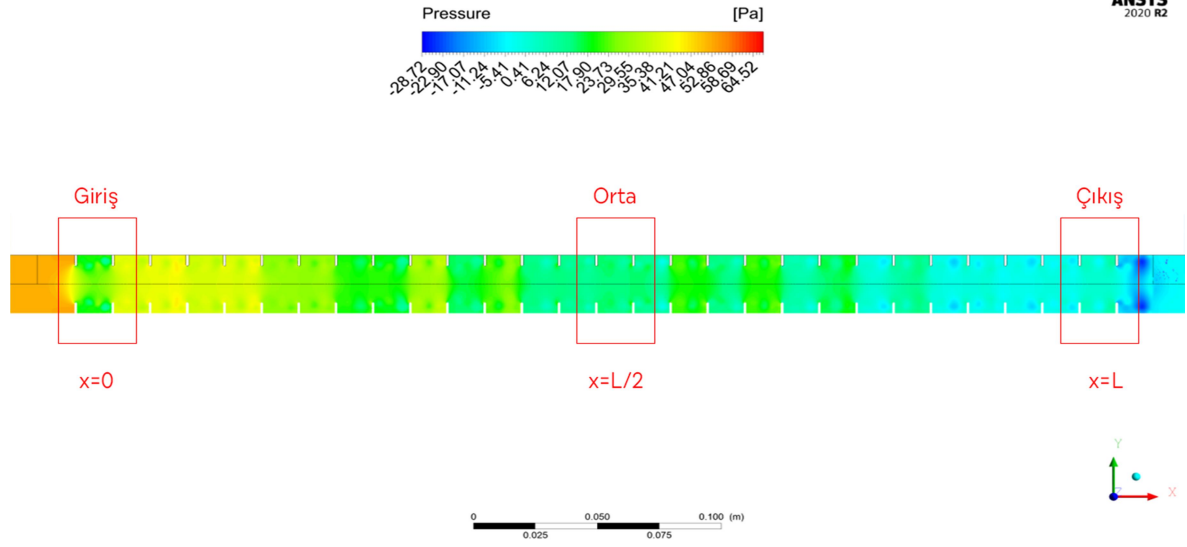 ANSYS
2020 R2
Pressure [Pa]
-28.72 -22.90 -17.07 -11.24 -5.41 0.41 6.24 12.07 17.90 23.73 29.55 35.38 41.21 47.04 52.86 58.69 64.52
Giriş Orta Çıkış
x=0 x=L/2 x=L
Y
Z X
0 0.050 0.100 (m)
0.025 0.075